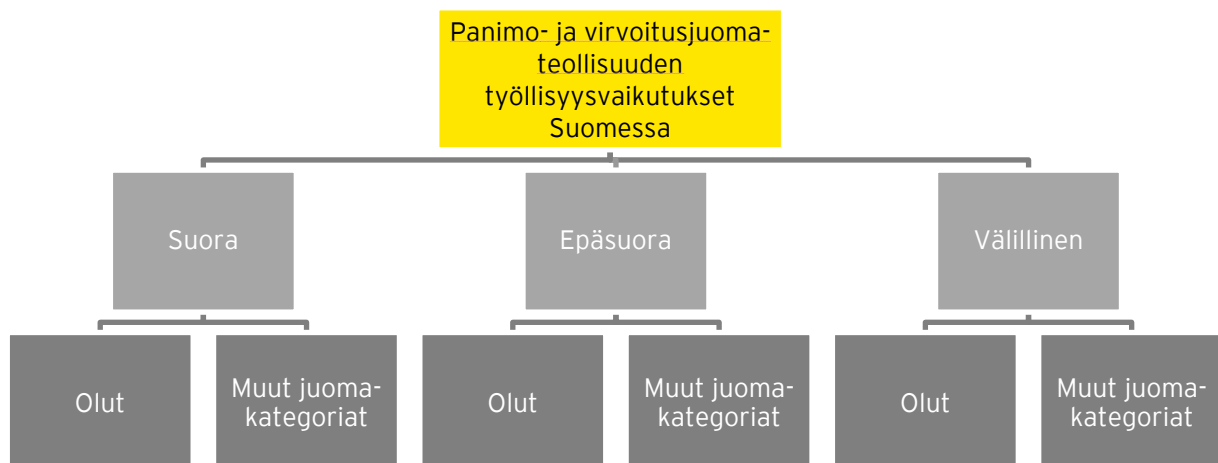 Panimo- ja virvoitusjuoma-
teollisuuden
työllisyysvaikutukset
Suomessa
Suora
Epäsuora
Välillinen
Olut
Muut juoma-
kategoriat
Olut
Muut juoma-
kategoriat
Olut
Muut juoma-
kategoriat